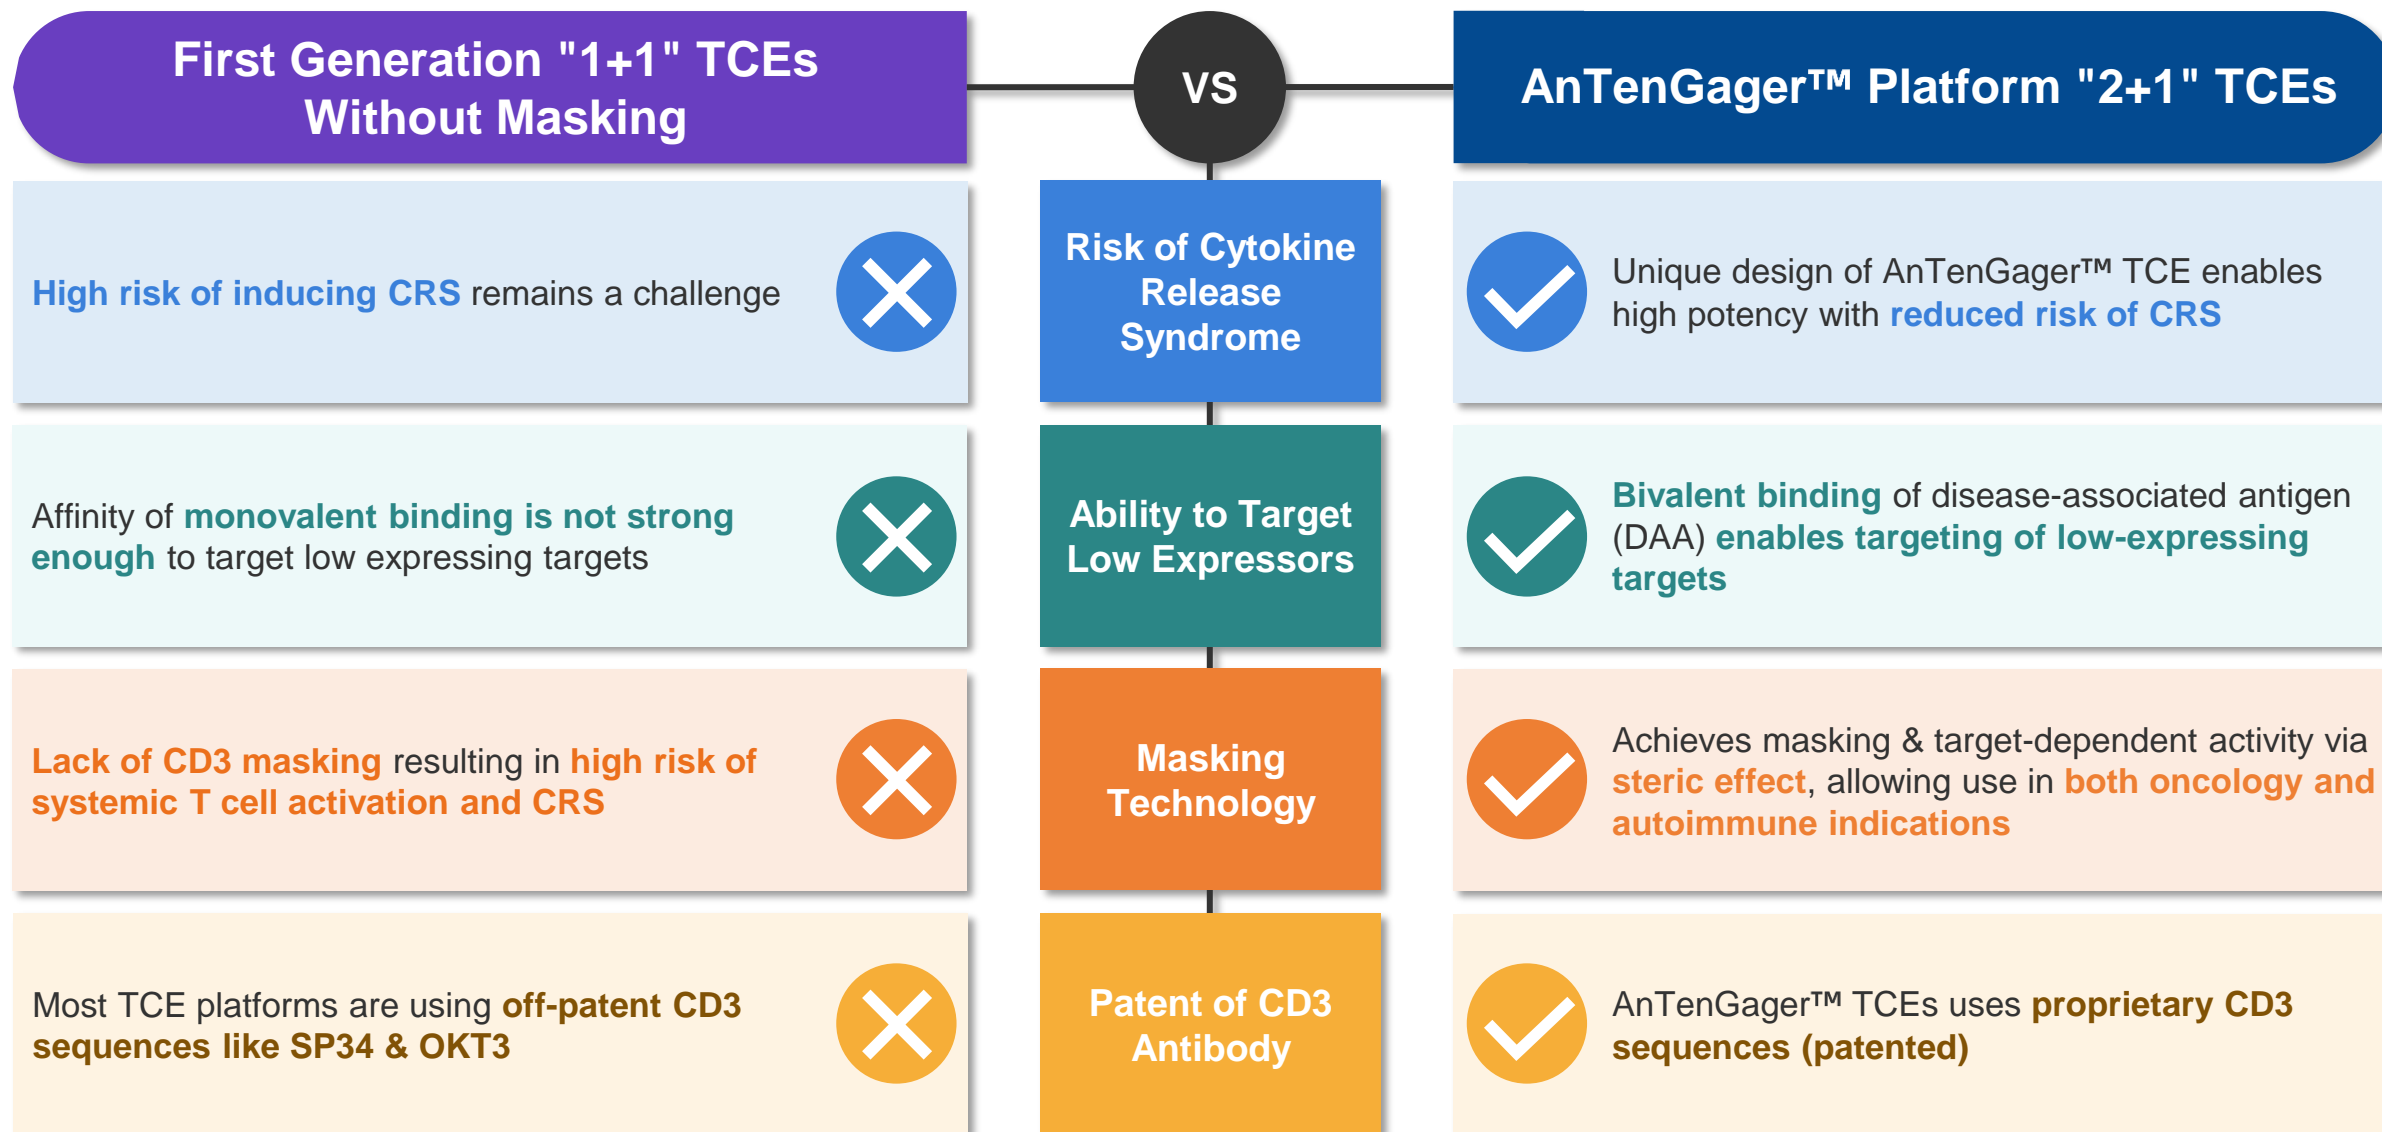 First Generation "1+1" TCEs
Without Masking
VS
AnTenGager™ Platform "2+1" TCEs
High risk of inducing CRS remains a challenge
Risk of Cytokine
Release
Syndrome
Unique design of AnTenGager™ TCE enables
high potency with reduced risk of CRS
Affinity of monovalent binding is not strong
enough to target low expressing targets
Ability to Target
Low Expressors
Bivalent binding of disease-associated antigen
(DAA) enables targeting of low-expressing
targets
Lack of CD3 masking resulting in high risk of
systemic T cell activation and CRS
Masking
Technology
Achieves masking & target-dependent activity via
steric effect, allowing use in both oncology and
autoimmune indications
Most TCE platforms are using off-patent CD3
sequences like SP34 & OKT3
Patent of CD3
Antibody
AnTenGager™ TCEs uses proprietary CD3
sequences (patented)